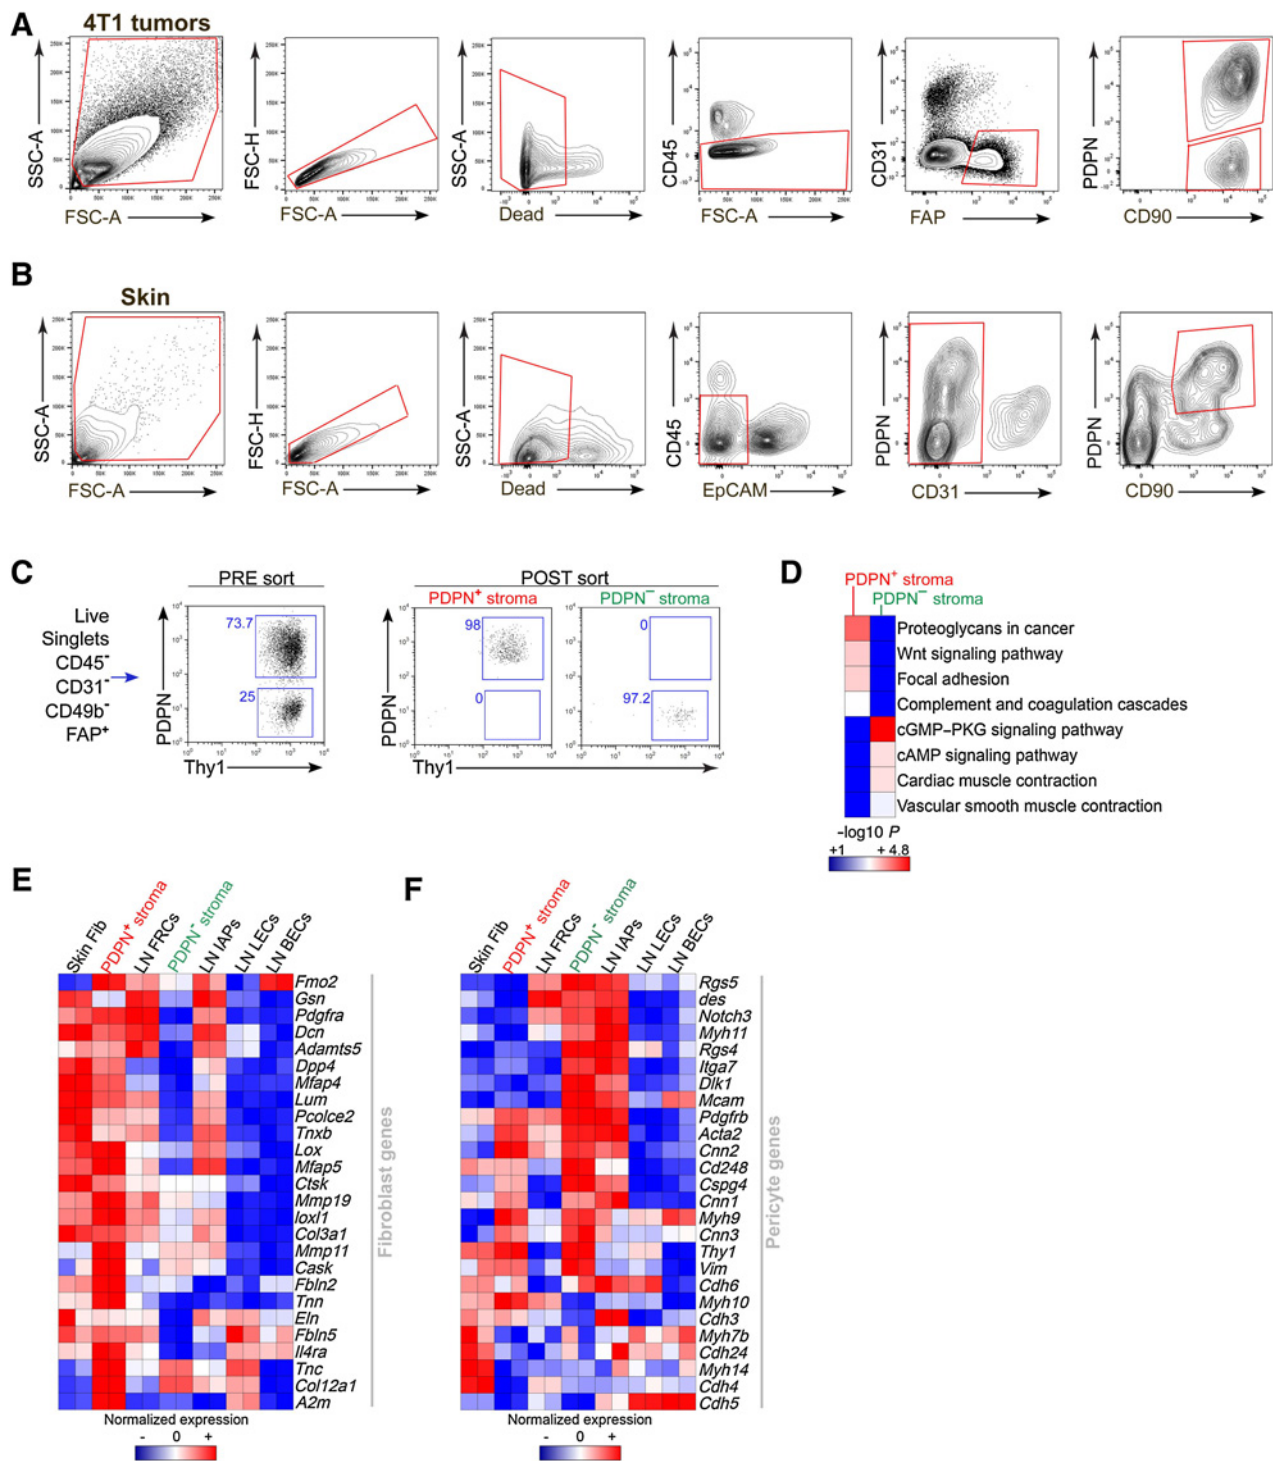 A
4T1 tumors
SSC-A
FSC-A
FSC-H
FSC-A
SSC-A
Dead
CD45
FSC-A
CD31
FAP
PDPN
CD90
B
Skin
SSC-A
FSC-A
FSC-H
FSC-A
SSC-A
Dead
CD45
EpCAM
PDPN
CD31
PDPN
CD90
C
Live
Singlets
CD45-
CD31-
CD49b-
FAP+
PRE sort
73.7
25
PDPN
Thy1
POST sort
PDPN+ stroma
PDPN- stroma
98
0
0
97.2
PDPN
Thy1
D
PDPN+ stroma
PDPN- stroma
Proteoglycans in cancer
Wnt signaling pathway
Focal adhesion
Complement and coagulation cascades
cGMP-PKG signaling pathway
cAMP signaling pathway
Cardiac muscle contraction
Vascular smooth muscle contraction
-log10 P
+1 +4.8
E
Skin Fib
PDPN+ stroma
LN FRCs
PDPN- stroma
LN IAPs
LN LECs
LN BECs
Fmo2
Gsn
Pdgfra
Dcn
Adamts5
Dpp4
Mfap4
Lum
Pcolce2
Tnxb
Lox
Mfap5
Ctsk
Mmp19
loxl1
Col3a1
Mmp11
Cask
Fbln2
Tnn
Eln
Fbln5
Il4ra
Tnc
Col12a1
A2m
Fibroblast genes
Normalized expression
- 0 +
F
Skin Fib
PDPN+ stroma
LN FRCs
PDPN- stroma
LN IAPs
LN LECs
LN BECs
Rgs5
des
Notch3
Myh11
Rgs4
Itga7
Dlk1
Mcam
Pdgfrb
Acta2
Cnn2
Cd248
Cspg4
Cnn1
Myh9
Cnn3
Thy1
Vim
Cdh6
Myh10
Cdh3
Myh7b
Cdh24
Myh14
Cdh4
Cdh5
Pericyte genes
Normalized expression
- 0 +